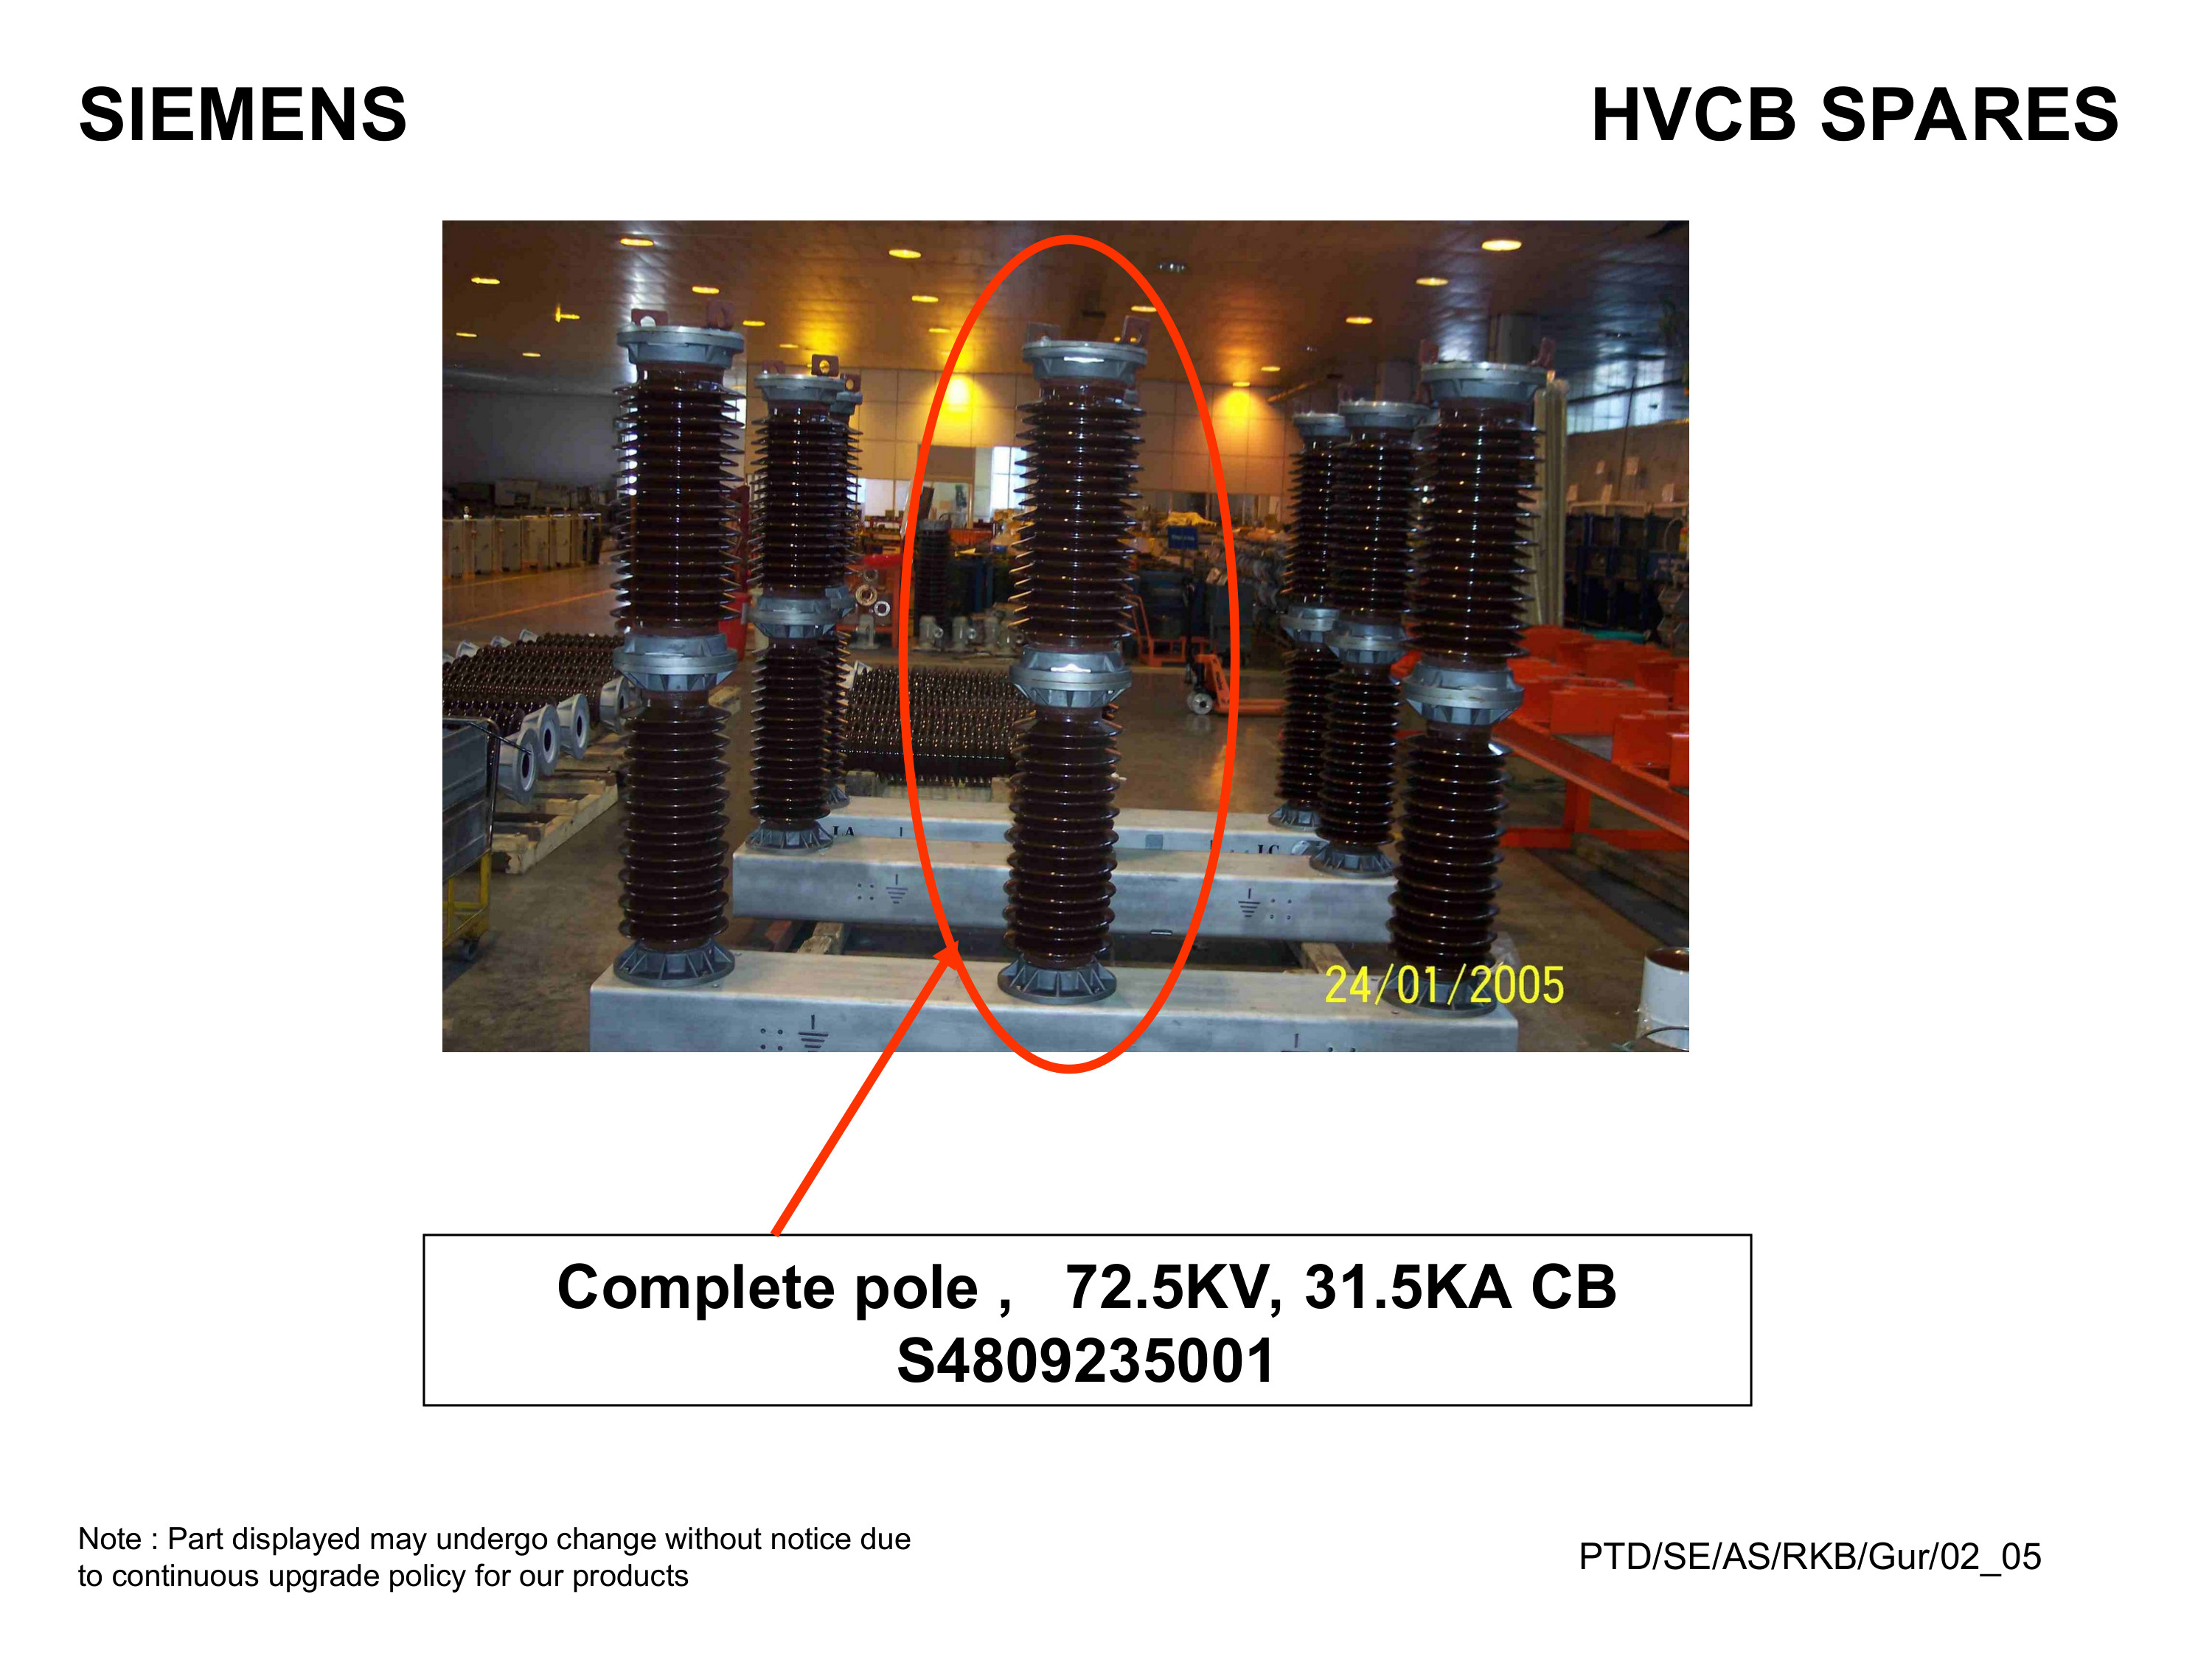 SIEMENS
HVCB SPARES
24/01/2005
Complete pole ,   72.5KV, 31.5KA CB
S4809235001
Note : Part displayed may undergo change without notice due
to continuous upgrade policy for our products
PTD/SE/AS/RKB/Gur/02_05